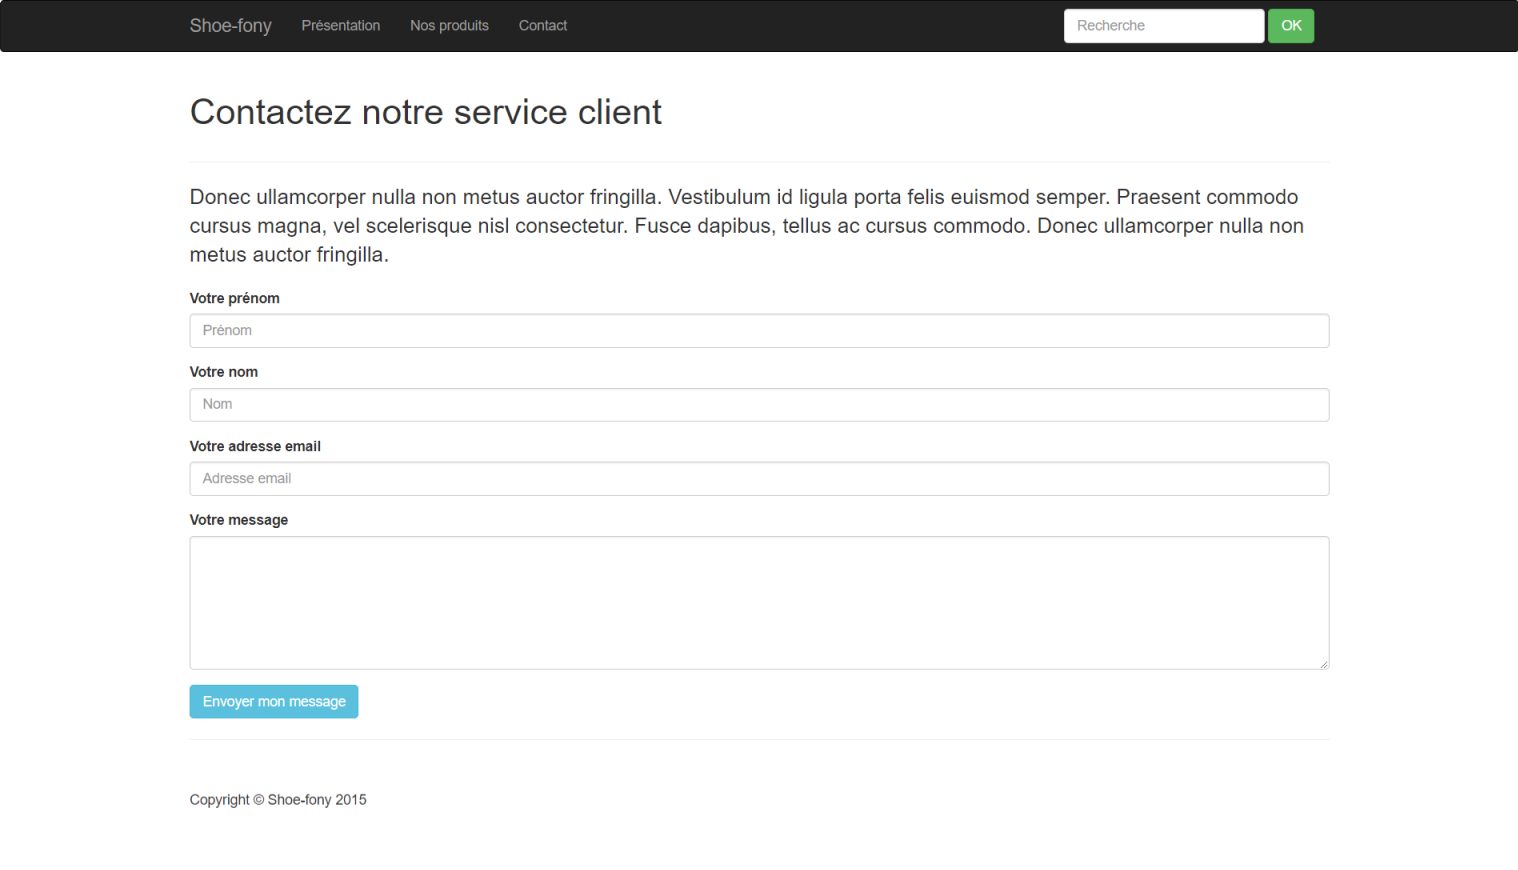 Shoe-fony Présentation Nos produits Contact Recherche OK
Contactez notre service client
Donec ullamcorper nulla non metus auctor fringilla. Vestibulum id ligula porta felis euismod semper. Praesent commodo
cursus magna, vel scelerisque nisl consectetur. Fusce dapibus, tellus ac cursus commodo. Donec ullamcorper nulla non
metus auctor fringilla.
Votre prénom
Prénom
Votre nom
Nom
Votre adresse email
Adresse email
Votre message
Envoyer mon message
Copyright © Shoe-fony 2015